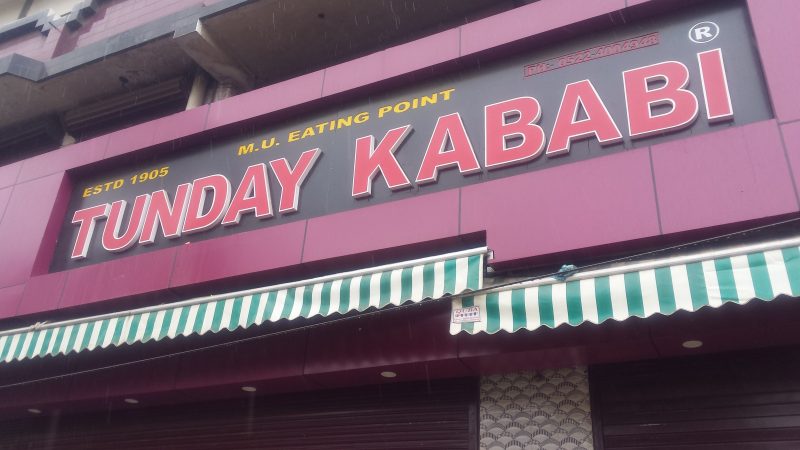 M.U. EATING POINT
ESTD 1905
TUNDAY KABABI ®